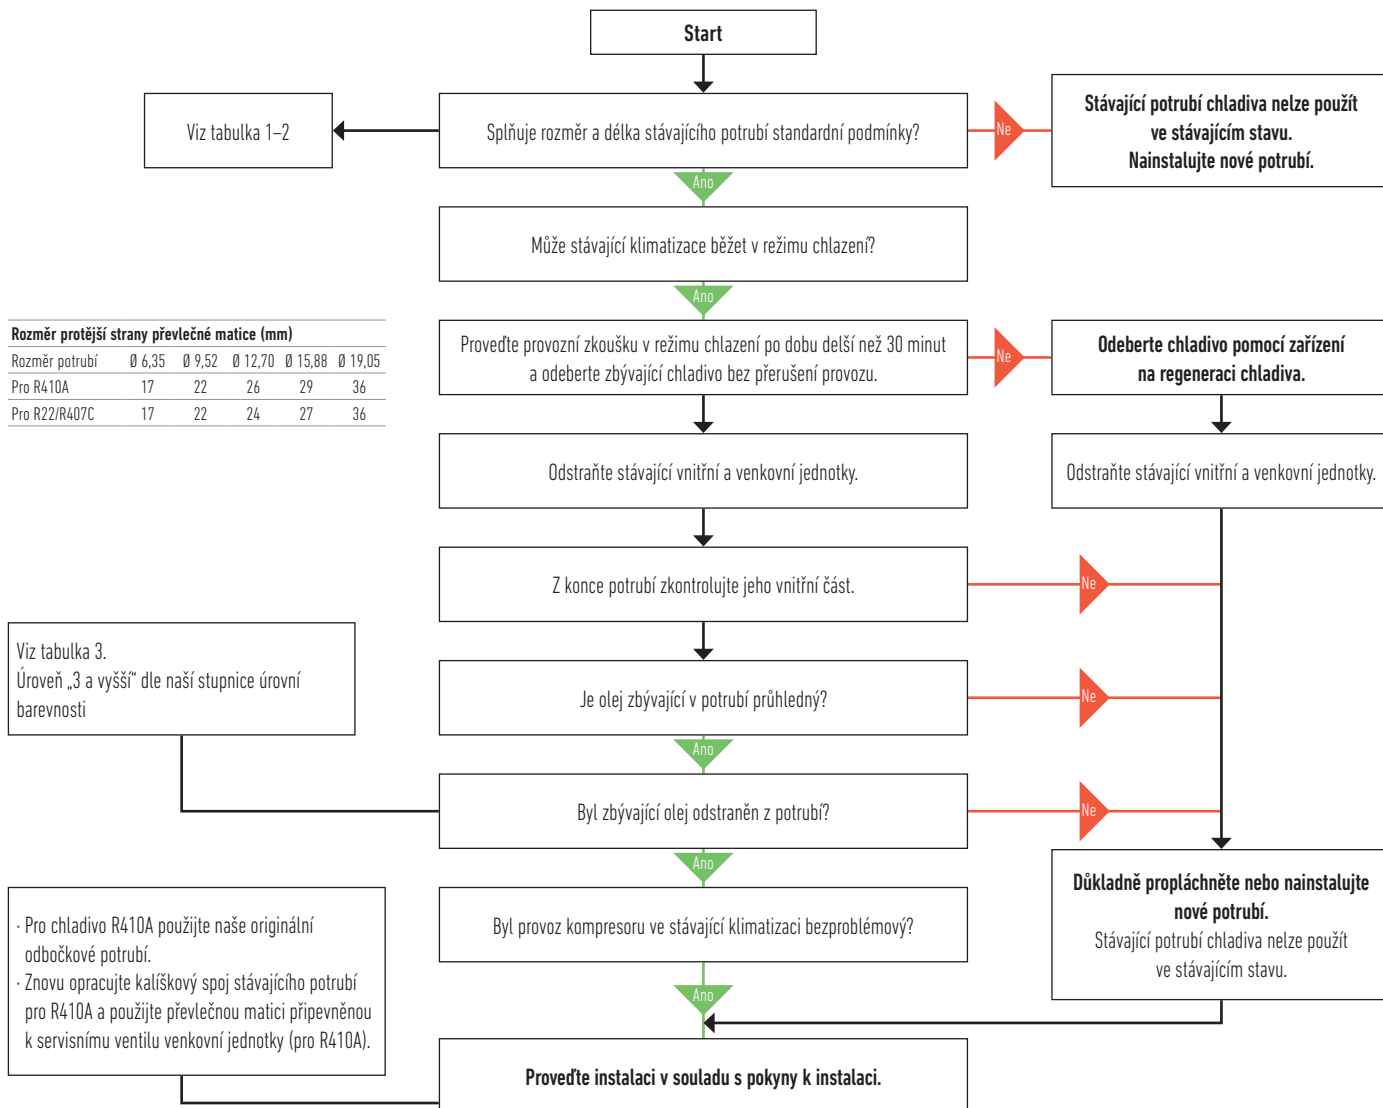 Start
Viz tabulka 1–2
Splňuje rozměr a délka stávajícího potrubí standardní podmínky?
Ne
Stávající potrubí chladiva nelze použít
ve stávajícím stavu.
Nainstalujte nové potrubí.
Ano
Může stávající klimatizace běžet v režimu chlazení?
Ano
Rozměr protější strany převlečné matice (mm)
Rozměr potrubí Ø 6,35 Ø 9,52 Ø 12,70 Ø 15,88 Ø 19,05
Pro R410A 17 22 26 29 36
Pro R22/R407C 17 22 24 27 36
Proveďte provozní zkoušku v režimu chlazení po dobu delší než 30 minut
a odeberte zbývající chladivo bez přerušení provozu.
Ne
Odeberte chladivo pomocí zařízení
na regeneraci chladiva.
Odstraňte stávající vnitřní a venkovní jednotky.
Odstraňte stávající vnitřní a venkovní jednotky.
Z konce potrubí zkontrolujte jeho vnitřní část.
Ne
Viz tabulka 3.
Úroveň „3 a vyšší“ dle naší stupnice úrovní
barevnosti
Je olej zbývající v potrubí průhledný?
Ne
Ano
Byl zbývající olej odstraněn z potrubí?
Ne
Ano
Důkladně propláchněte nebo nainstalujte
nové potrubí.
Stávající potrubí chladiva nelze použít
ve stávajícím stavu.
· Pro chladivo R410A použijte naše originální
odbočkové potrubí.
· Znovu opracujte kalíškový spoj stávajícího potrubí
pro R410A a použijte převlečnou matici připevněnou
k servisnímu ventilu venkovní jednotky (pro R410A).
Byl provoz kompresoru ve stávající klimatizaci bezproblémový?
Ano
Proveďte instalaci v souladu s pokyny k instalaci.